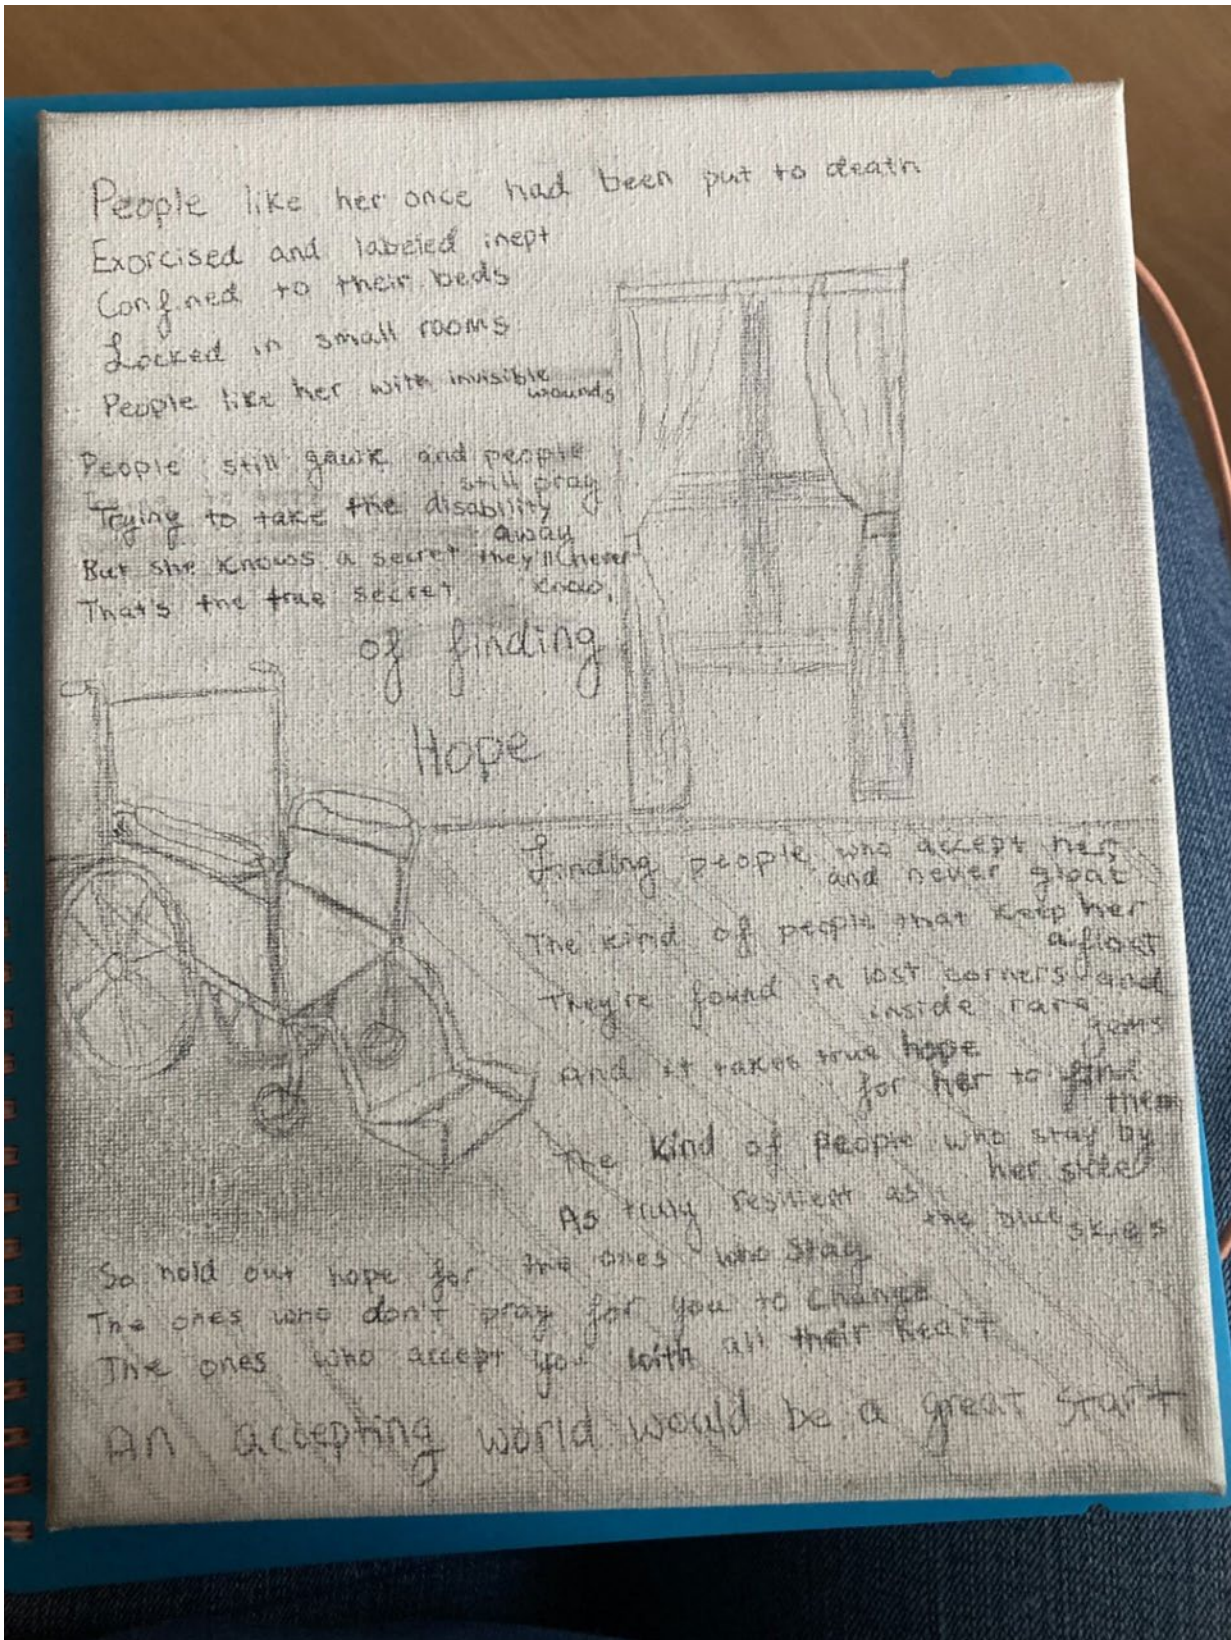 People like her once had been put to death
Exorcised and labeled inept
Confined to their beds
Locked in small rooms
People like her with invisible
wounds
People still gawk and people
still pray
Trying to take the disability
away
But she knows a secret they'll never
know,
That's the true secret
of finding
Hope
Finding people who accept her,
and never gloat
The kind of people that keep her
afloat
They're found in lost corners and
inside rare
gems
And it takes true hope
for her to find
them
The kind of people who stay by
her side
As truly resilient as
the blue skies
So hold out hope for the ones who stay
The ones who don't pray for you to change
The ones who accept you with all their heart
An accepting world would be a great start